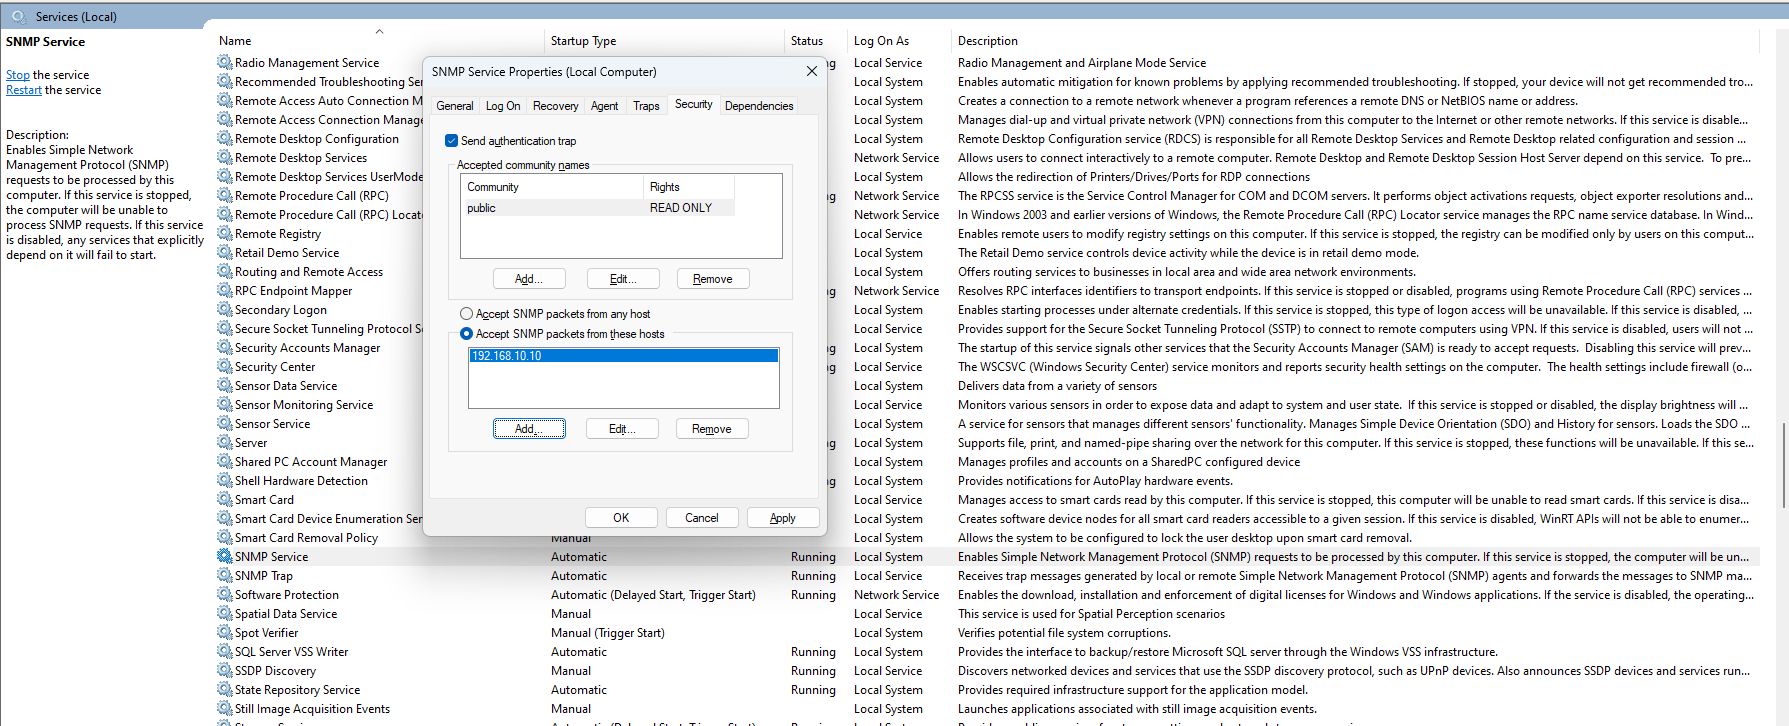 Services (Local)
SNMP Service
Stop the service
Restart the service
Description:
Enables Simple Network
Management Protocol (SNMP)
requests to be processed by this
computer. If this service is stopped,
the computer will be unable to
process SNMP requests. If this service
is disabled, any services that explicitly
depend on it will fail to start.
Name Startup Type Status Log On As Description
Radio Management Service ng Local Service Radio Management and Airplane Mode Service
Recommended Troubleshooting Ser Local System Enables automatic mitigation for known problems by applying recommended troubleshooting. If stopped, your device will not get recommended tro...
Remote Access Auto Connection M Local System Creates a connection to a remote network whenever a program references a remote DNS or NetBIOS name or address.
Remote Access Connection Manage ng Local System Manages dial-up and virtual private network (VPN) connections from this computer to the Internet or other remote networks. If this service is disable...
Remote Desktop Configuration ng Local System Remote Desktop Configuration service (RDCS) is responsible for all Remote Desktop Services and Remote Desktop related configuration and session ...
Remote Desktop Services ng Network Service Allows users to connect interactively to a remote computer. Remote Desktop and Remote Desktop Session Host Server depend on this service. To pre...
Remote Desktop Services UserMode ng Local System Allows the redirection of Printers/Drives/Ports for RDP connections
Remote Procedure Call (RPC) ng Network Service The RPCSS service is the Service Control Manager for COM and DCOM servers. It performs object activations requests, object exporter resolutions and...
Remote Procedure Call (RPC) Locat Network Service In Windows 2003 and earlier versions of Windows, the Remote Procedure Call (RPC) Locator service manages the RPC name service database. In Wind...
Remote Registry Local Service Enables remote users to modify registry settings on this computer. If this service is stopped, the registry can be modified only by users on this comput...
Retail Demo Service Local System The Retail Demo service controls device activity while the device is in retail demo mode.
Routing and Remote Access Local System Offers routing services to businesses in local area and wide area network environments.
RPC Endpoint Mapper ng Network Service Resolves RPC interfaces identifiers to transport endpoints. If this service is stopped or disabled, programs using Remote Procedure Call (RPC) services ...
Secondary Logon Local System Enables starting processes under alternate credentials. If this service is stopped, this type of logon access will be unavailable. If this service is disabled, ...
Secure Socket Tunneling Protocol S ng Local Service Provides support for the Secure Socket Tunneling Protocol (SSTP) to connect to remote computers using VPN. If this service is disabled, users will not ...
Security Accounts Manager ng Local System The startup of this service signals other services that the Security Accounts Manager (SAM) is ready to accept requests. Disabling this service will prev...
Security Center ng Local Service The WSCSVC (Windows Security Center) service monitors and reports security health settings on the computer. The health settings include firewall (o...
Sensor Data Service Local System Delivers data from a variety of sensors
Sensor Monitoring Service Local Service Monitors various sensors in order to expose data and adapt to system and user state. If this service is stopped or disabled, the display brightness will ...
Sensor Service Local System A service for sensors that manages different sensors' functionality. Manages Simple Device Orientation (SDO) and History for sensors. Loads the SDO ...
Server ng Local System Supports file, print, and named-pipe sharing over the network for this computer. If this service is stopped, these functions will be unavailable. If this se...
Shared PC Account Manager Local System Manages profiles and accounts on a SharedPC configured device
Shell Hardware Detection ng Local System Provides notifications for AutoPlay hardware events.
Smart Card Local Service Manages access to smart cards read by this computer. If this service is stopped, this computer will be unable to read smart cards. If this service is disa...
Smart Card Device Enumeration Ser Local System Creates software device nodes for all smart card readers accessible to a given session. If this service is disabled, WinRT APIs will not be able to enumer...
Smart Card Removal Policy Manual Local System Allows the system to be configured to lock the user desktop upon smart card removal.
SNMP Service Automatic Running Local System Enables Simple Network Management Protocol (SNMP) requests to be processed by this computer. If this service is stopped, the computer will be un...
SNMP Trap Automatic Running Local Service Receives trap messages generated by local or remote Simple Network Management Protocol (SNMP) agents and forwards the messages to SNMP ma...
Software Protection Automatic (Delayed Start, Trigger Start) Running Network Service Enables the download, installation and enforcement of digital licenses for Windows and Windows applications. If the service is disabled, the operating...
Spatial Data Service Manual Local Service This service is used for Spatial Perception scenarios
Spot Verifier Manual (Trigger Start) Local System Verifies potential file system corruptions.
SQL Server VSS Writer Automatic Running Local System Provides the interface to backup/restore Microsoft SQL server through the Windows VSS infrastructure.
SSDP Discovery Manual Running Local Service Discovers networked devices and services that use the SSDP discovery protocol, such as UPnP devices. Also announces SSDP devices and services run...
State Repository Service Automatic Running Local System Provides required infrastructure support for the application model.
Still Image Acquisition Events Manual Local System Launches applications associated with still image acquisition events.
SNMP Service Properties (Local Computer)
General Log On Recovery Agent Traps Security Dependencies
Send authentication trap
Accepted community names
Community Rights
public READ ONLY
Add... Edit... Remove
Accept SNMP packets from any host
Accept SNMP packets from these hosts
192.168.10.10
Add... Edit... Remove
OK Cancel Apply